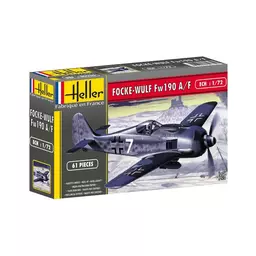 Heller
Fabriqué en France
FOCKE-WULF Fw190 A/F
ECH : 1/72
61 PIECES
7
Heller
FOCKE-WULF
Fw190 A/F
ECH : 1/72